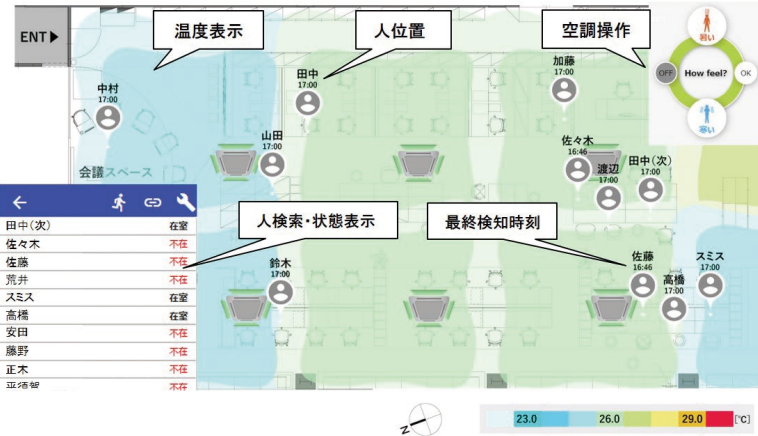 ENT▶
温度表示
人位置
空調操作
暑い
OFF
How feel?
OK
寒い
中村
17:00
田中
17:00
加藤
17:00
山田
17:00
佐々木
16:46
渡辺
17:00
田中(次)
17:00
会議スペース
田中(次) 在室
佐々木 不在
佐藤 不在
荒井 不在
スミス 在室
高橋 在室
安田 不在
藤野 不在
正木 不在
平須賀 不在
人検索・状態表示
最終検知時刻
鈴木
17:00
佐藤
16:46
高橋
17:00
スミス
17:00
N
23.0 26.0 29.0 [℃]